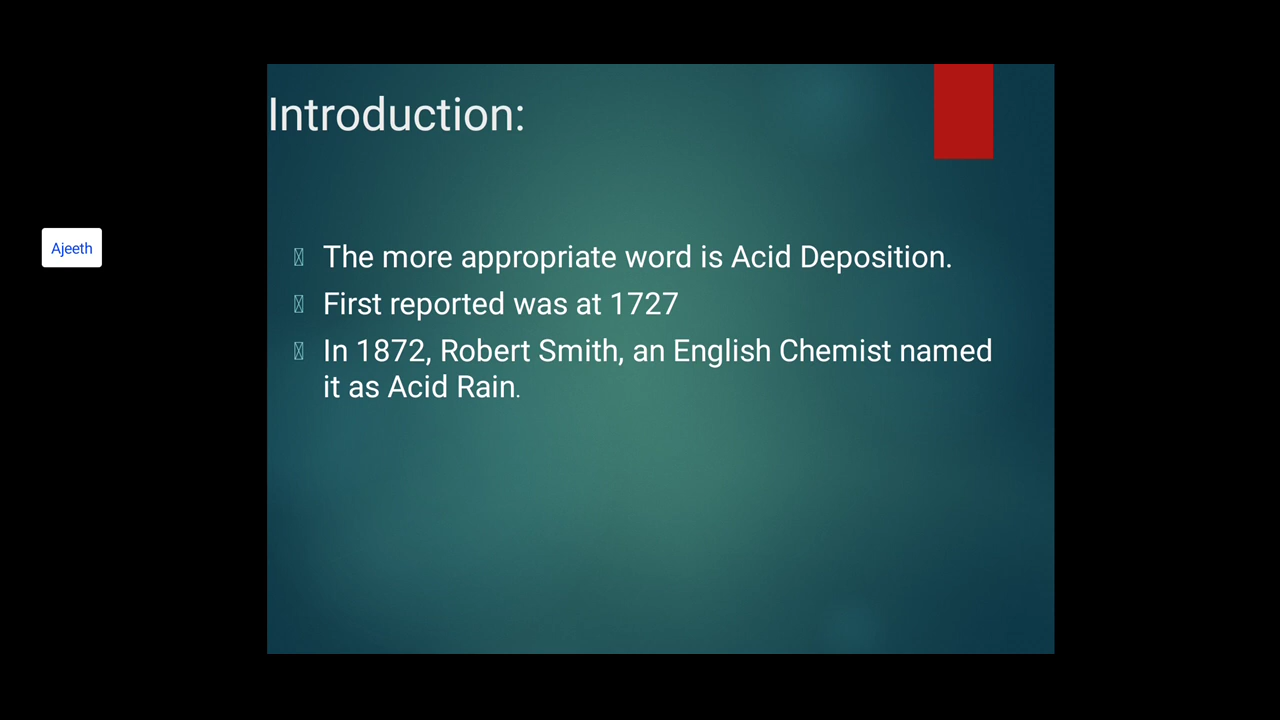 Introduction:
Ajeeth
The more appropriate word is Acid Deposition.
First reported was at 1727
In 1872, Robert Smith, an English Chemist named
it as Acid Rain.